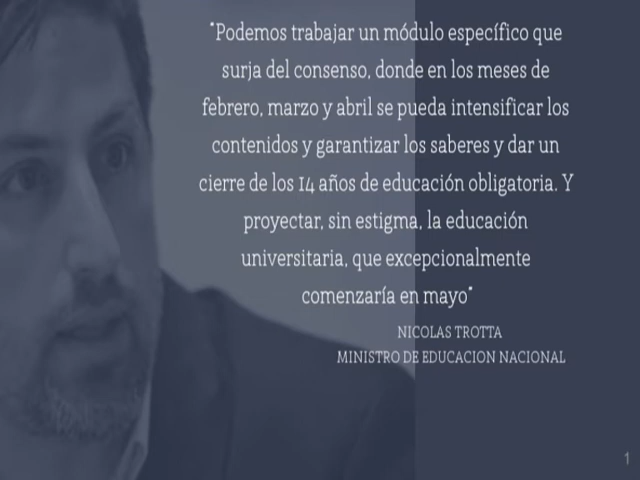 "Podemos trabajar un módulo específico que
surja del consenso, donde en los meses de
febrero, marzo y abril se pueda intensificar los
contenidos y garantizar los saberes y dar un
cierre de los 14 años de educación obligatoria. Y
proyectar, sin estigma, la educación
universitaria, que excepcionalmente
comenzaría en mayo"
NICOLAS TROTTA
MINISTRO DE EDUCACION NACIONAL
1